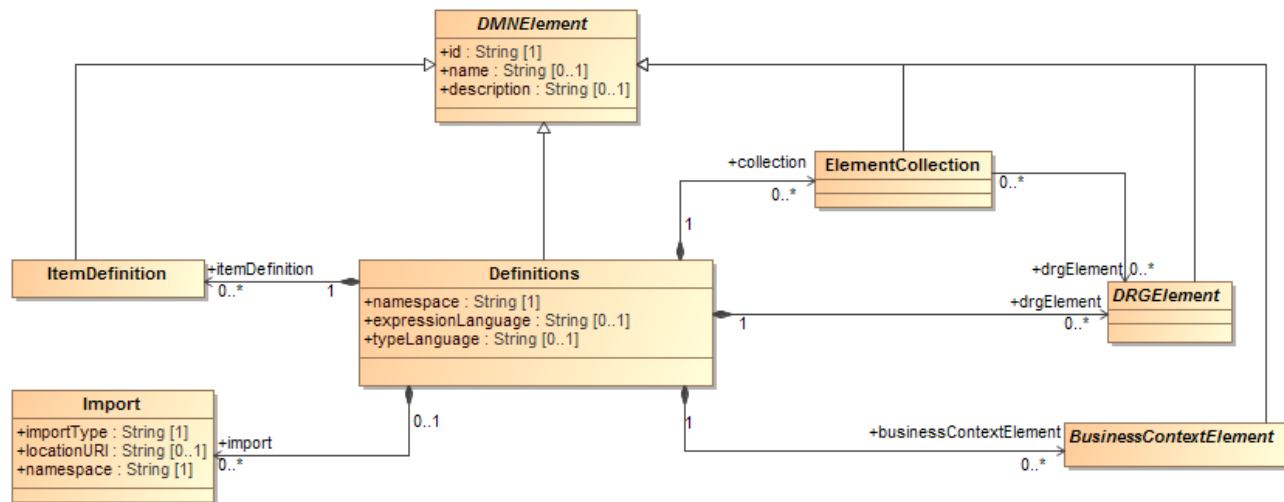 DMNElement
+id : String [1]
+name : String [0..1]
+description : String [0..1]
+collection
0..*
ElementCollection
0..*
1
ItemDefinition
+itemDefinition
0..*
1
Definitions
+namespace : String [1]
+expressionLanguage : String [0..1]
+typeLanguage : String [0..1]
+drgElement 0..*
+drgElement
1
0..*
DRGElement
Import
+importType : String [1]
+locationURI : String [0..1]
+namespace : String [1]
0..1
+import
0..*
1
+businessContextElement
0..*
BusinessContextElement